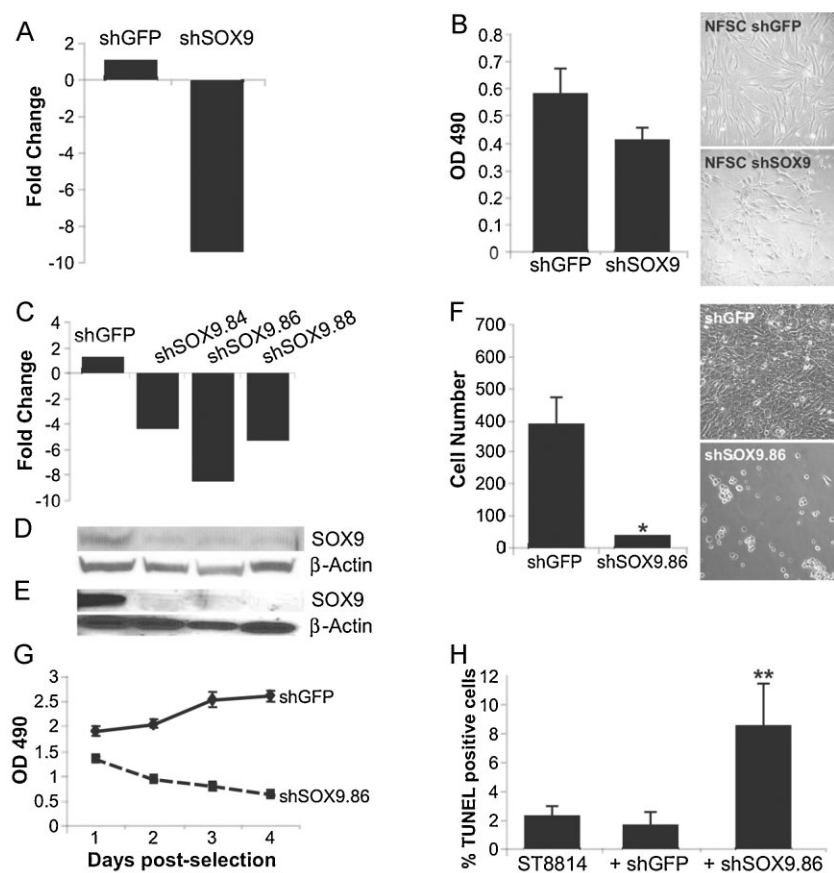 A
shGFP shSOX9
2
0
-2
-4
-6
-8
-10
Fold Change
B
0.8
0.7
0.6
0.5
0.4
0.3
0.2
0.1
0
OD 490
shGFP shSOX9
NFSC shGFP
NFSC shSOX9
C
shGFP
shSOX9.84
shSOX9.86
shSOX9.88
4
2
0
-2
-4
-6
-8
-10
Fold Change
D
SOX9
β-Actin
E
SOX9
β-Actin
F
700
600
500
400
300
200
100
0
Cell Number
*
shGFP shSOX9.86
shGFP
shSOX9.86
G
3
2.5
2
1.5
1
0.5
0
OD 490
shGFP
shSOX9.86
1 2 3 4
Days post-selection
H
12
10
8
6
4
2
0
% TUNEL positive cells
**
ST8814 + shGFP + shSOX9.86